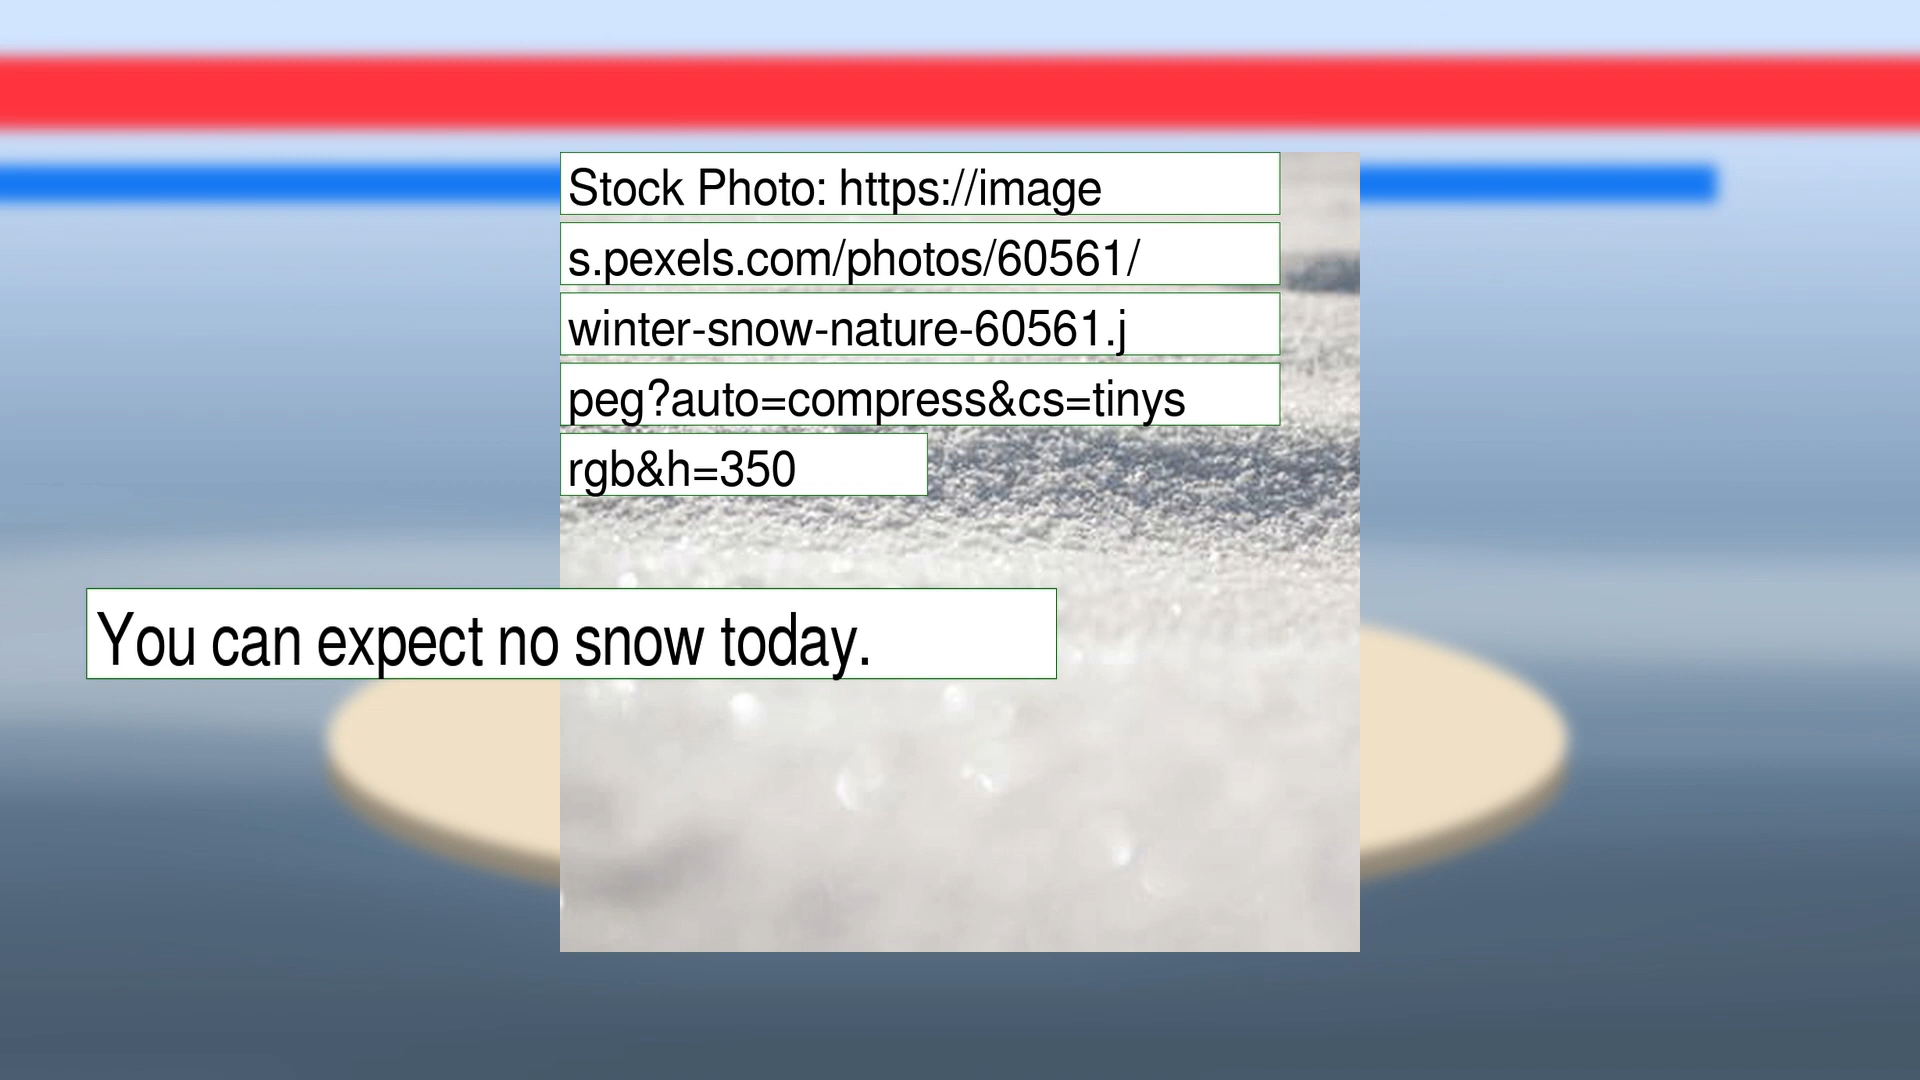 Stock Photo: https://image
s.pexels.com/photos/60561/
winter-snow-nature-60561.j
peg?auto=compress&cs=tinys
rgb&h=350
You can expect no snow today.